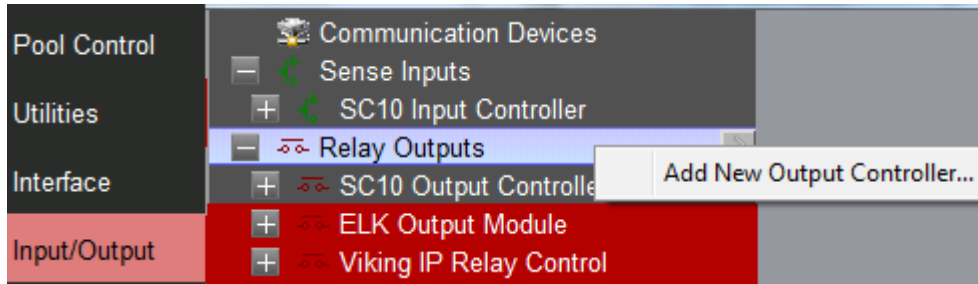 Pool Control
Utilities
Interface
Input/Output
Communication Devices
Sense Inputs
SC10 Input Controller
Relay Outputs
SC10 Output Controlle
ELK Output Module
Viking IP Relay Control
Add New Output Controller...